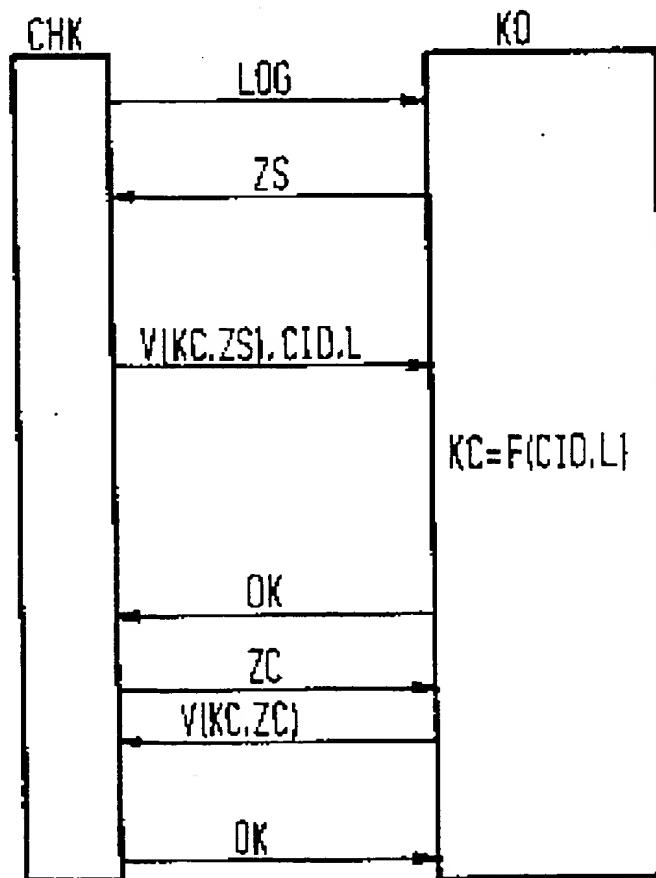 CHK KO
LOG
ZS
V(KC.ZS).CID.L
KC=F(CID.L)
OK
ZC
V(KC.ZC)
OK